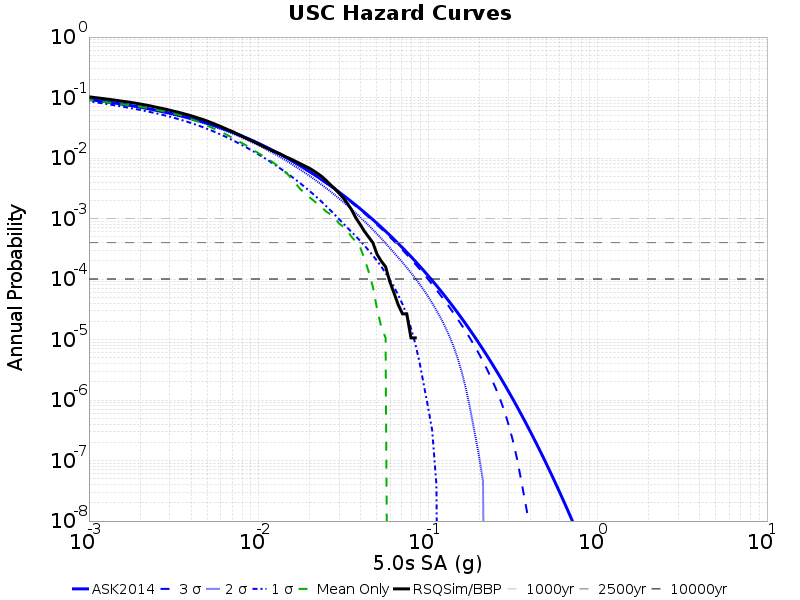 USC Hazard Curves
10^0
10^-1
10^-2
10^-3
10^-4
10^-5
10^-6
10^-7
10^-8
Annual Probability
10^-3 10^-2 10^-1 10^0 10^1
5.0s SA (g)
ASK2014 3 σ 2 σ 1 σ Mean Only RSQSim/BBP 1000yr 2500yr 10000yr